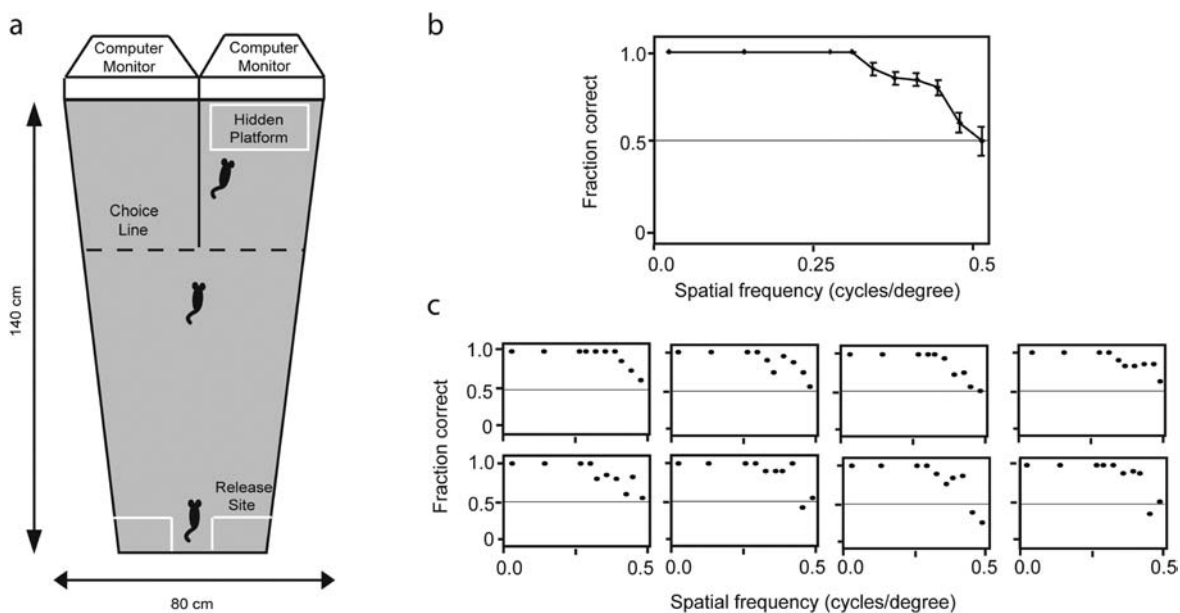 a
Computer
Monitor
Computer
Monitor
Hidden
Platform
Choice
Line
140 cm
Release
Site
80 cm
b
Fraction correct
1.0
0.5
0
0.0
0.25
0.5
Spatial frequency (cycles/degree)
c
Fraction correct
1.0
0.5
0
1.0
0.5
0
0.0
0.5
0.0
0.5
0.0
0.5
0.0
0.5
Spatial frequency (cycles/degree)